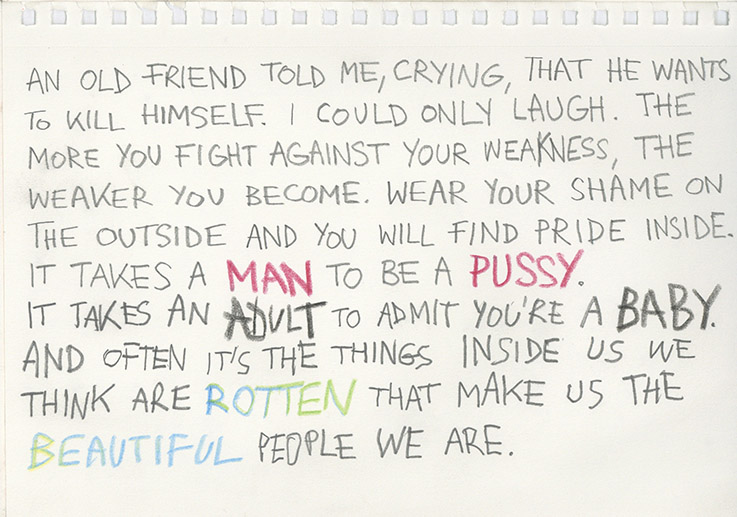 AN OLD FRIEND TOLD ME, CRYING, THAT HE WANTS
TO KILL HIMSELF. I COULD ONLY LAUGH. THE
MORE YOU FIGHT AGAINST YOUR WEAKNESS, THE
WEAKER YOU BECOME. WEAR YOUR SHAME ON
THE OUTSIDE AND YOU WILL FIND PRIDE INSIDE.
IT TAKES A MAN TO BE A PUSSY.
IT TAKES AN ADULT TO ADMIT YOU'RE A BABY.
AND OFTEN IT'S THE THINGS INSIDE US WE
THINK ARE ROTTEN THAT MAKE US THE
BEAUTIFUL PEOPLE WE ARE.